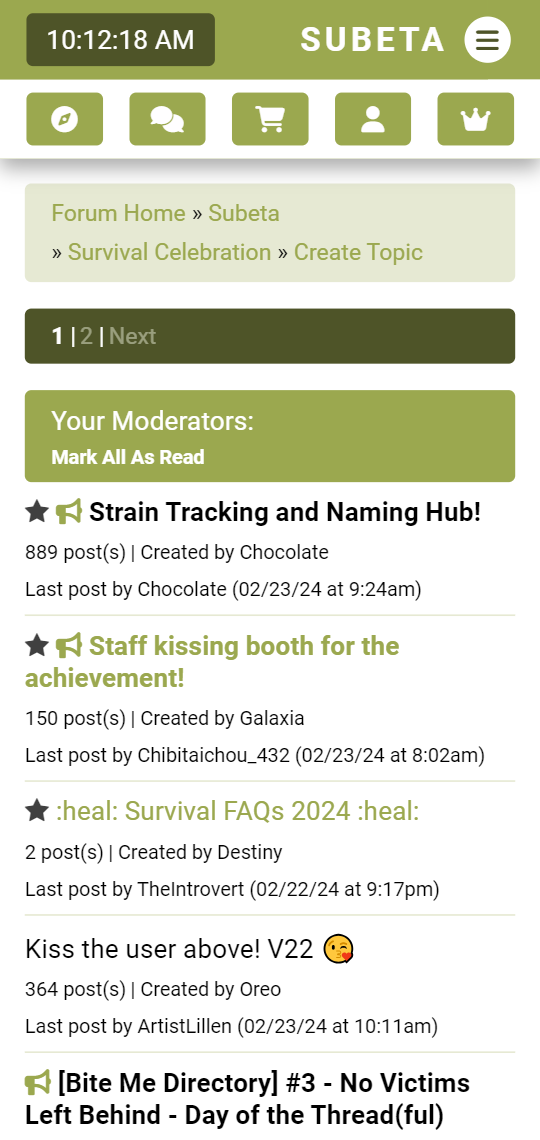 10:12:18 AM
SUBETA
Forum Home » Subeta
» Survival Celebration » Create Topic
1 | 2 | Next
Your Moderators:
Mark All As Read
Strain Tracking and Naming Hub!
889 post(s) | Created by Chocolate
Last post by Chocolate (02/23/24 at 9:24am)
Staff kissing booth for the
achievement!
150 post(s) | Created by Galaxia
Last post by Chibitaichou_432 (02/23/24 at 8:02am)
:heal: Survival FAQs 2024 :heal:
2 post(s) | Created by Destiny
Last post by TheIntrovert (02/22/24 at 9:17pm)
Kiss the user above! V22 😘
364 post(s) | Created by Oreo
Last post by ArtistLillen (02/23/24 at 10:11am)
[Bite Me Directory] #3 - No Victims
Left Behind - Day of the Thread(ful)